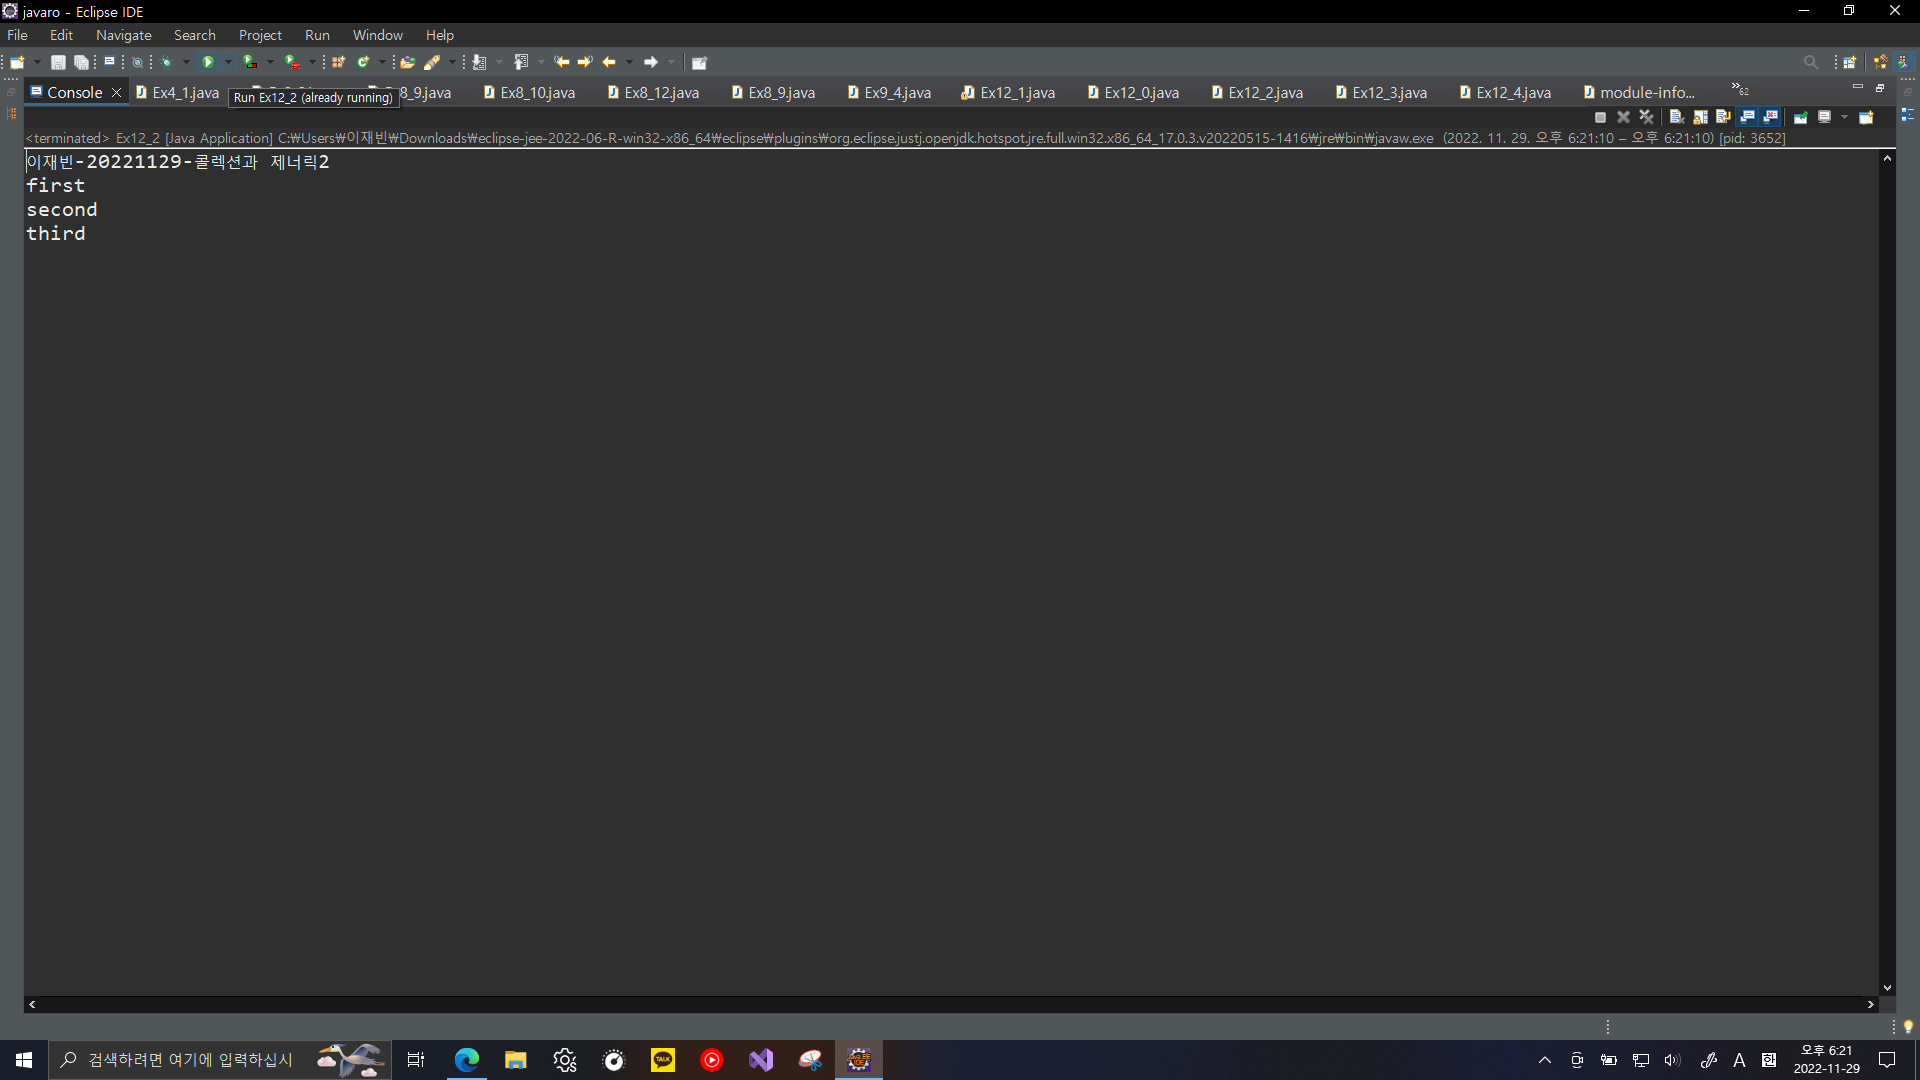 javaro - Eclipse IDE
File Edit Navigate Search Project Run Window Help
Console Ex4_1.java 8_9.java Ex8_10.java Ex8_12.java Ex8_9.java Ex9_4.java Ex12_1.java Ex12_0.java Ex12_2.java Ex12_3.java Ex12_4.java module-info... »62
Run Ex12_2 (already running)
<terminated> Ex12_2 [Java Application] C:₩Users₩이재빈₩Downloads₩eclipse-jee-2022-06-R-win32-x86_64₩eclipse₩plugins₩org.eclipse.justj.openjdk.hotspot.jre.full.win32.x86_64_17.0.3.v20220515-1416₩jre₩bin₩javaw.exe (2022. 11. 29. 오후 6:21:10 – 오후 6:21:10) [pid: 3652]
이재빈-20221129-콜렉션과 제너릭2
first
second
third
검색하려면 여기에 입력하십시
TALK
A
오후 6:21
2022-11-29